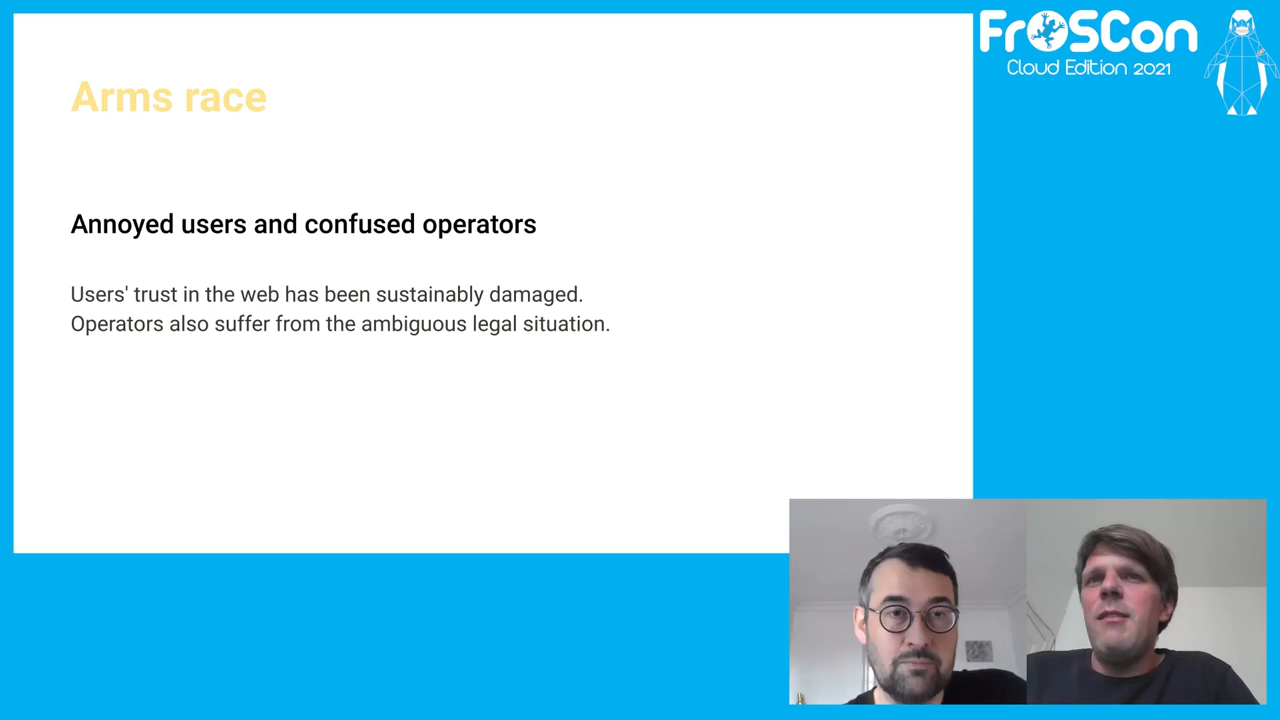 FrOSCon
Cloud Edition 2021
Arms race
Annoyed users and confused operators
Users' trust in the web has been sustainably damaged.
Operators also suffer from the ambiguous legal situation.